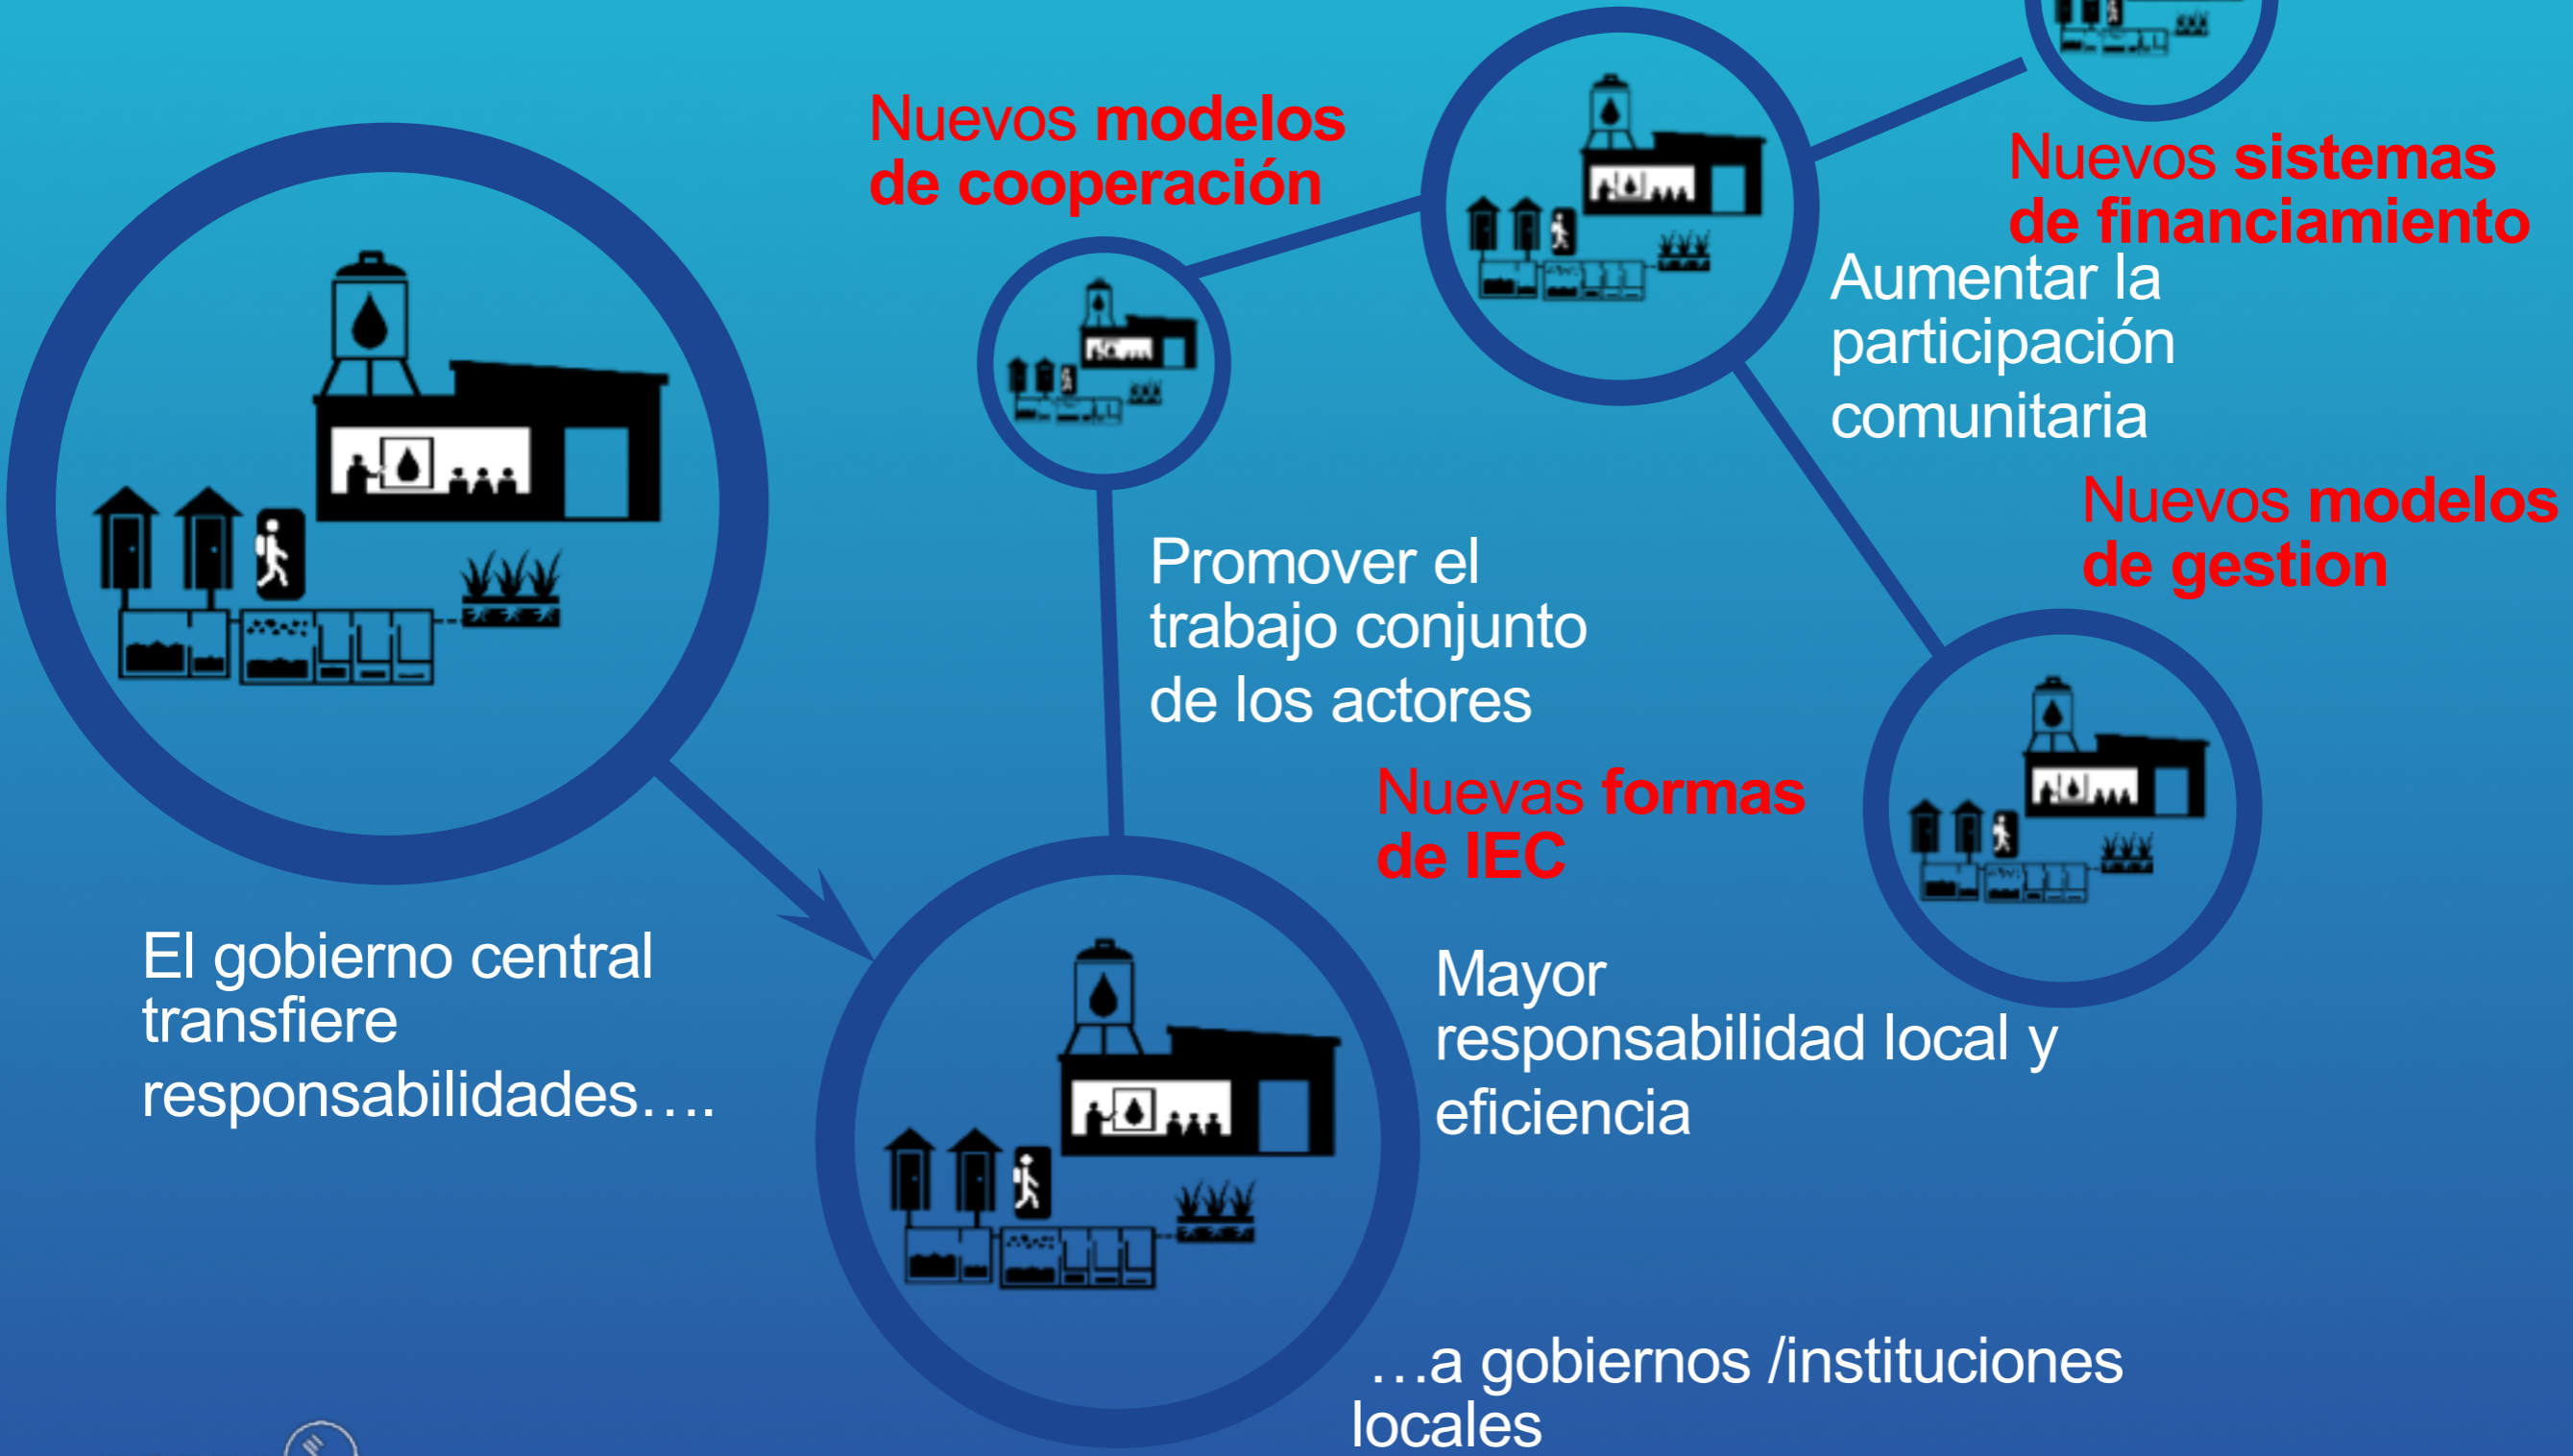 Nuevos modelos
de cooperación
Nuevos sistemas
de financiamiento
Aumentar la
participación
comunitaria
Nuevos modelos
de gestion
Promover el
trabajo conjunto
de los actores
Nuevas formas
de IEC
El gobierno central
transfiere
responsabilidades….
Mayor
responsabilidad local y
eficiencia
…a gobiernos /instituciones
locales